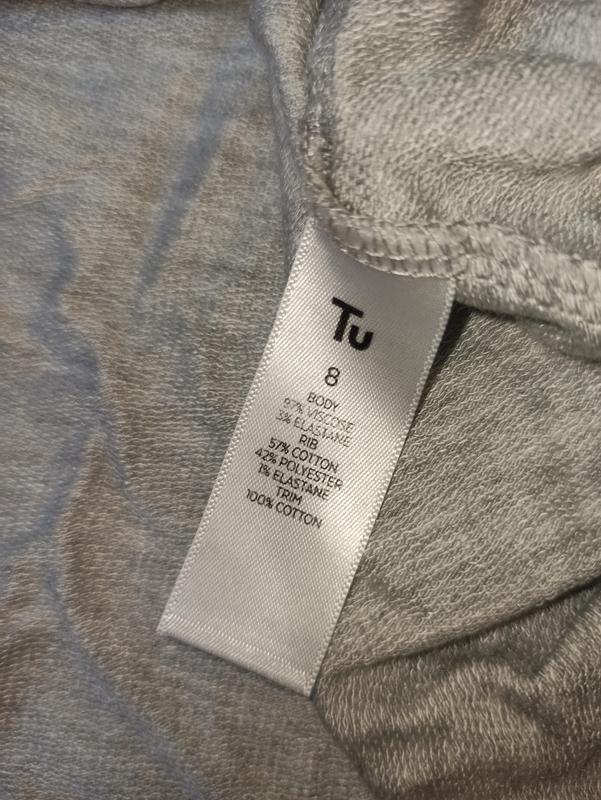 Tu
8
BODY
97% VISCOSE
3% ELASTANE
RIB
57% COTTON
42% POLYESTER
1% ELASTANE
TRIM
100% COTTON